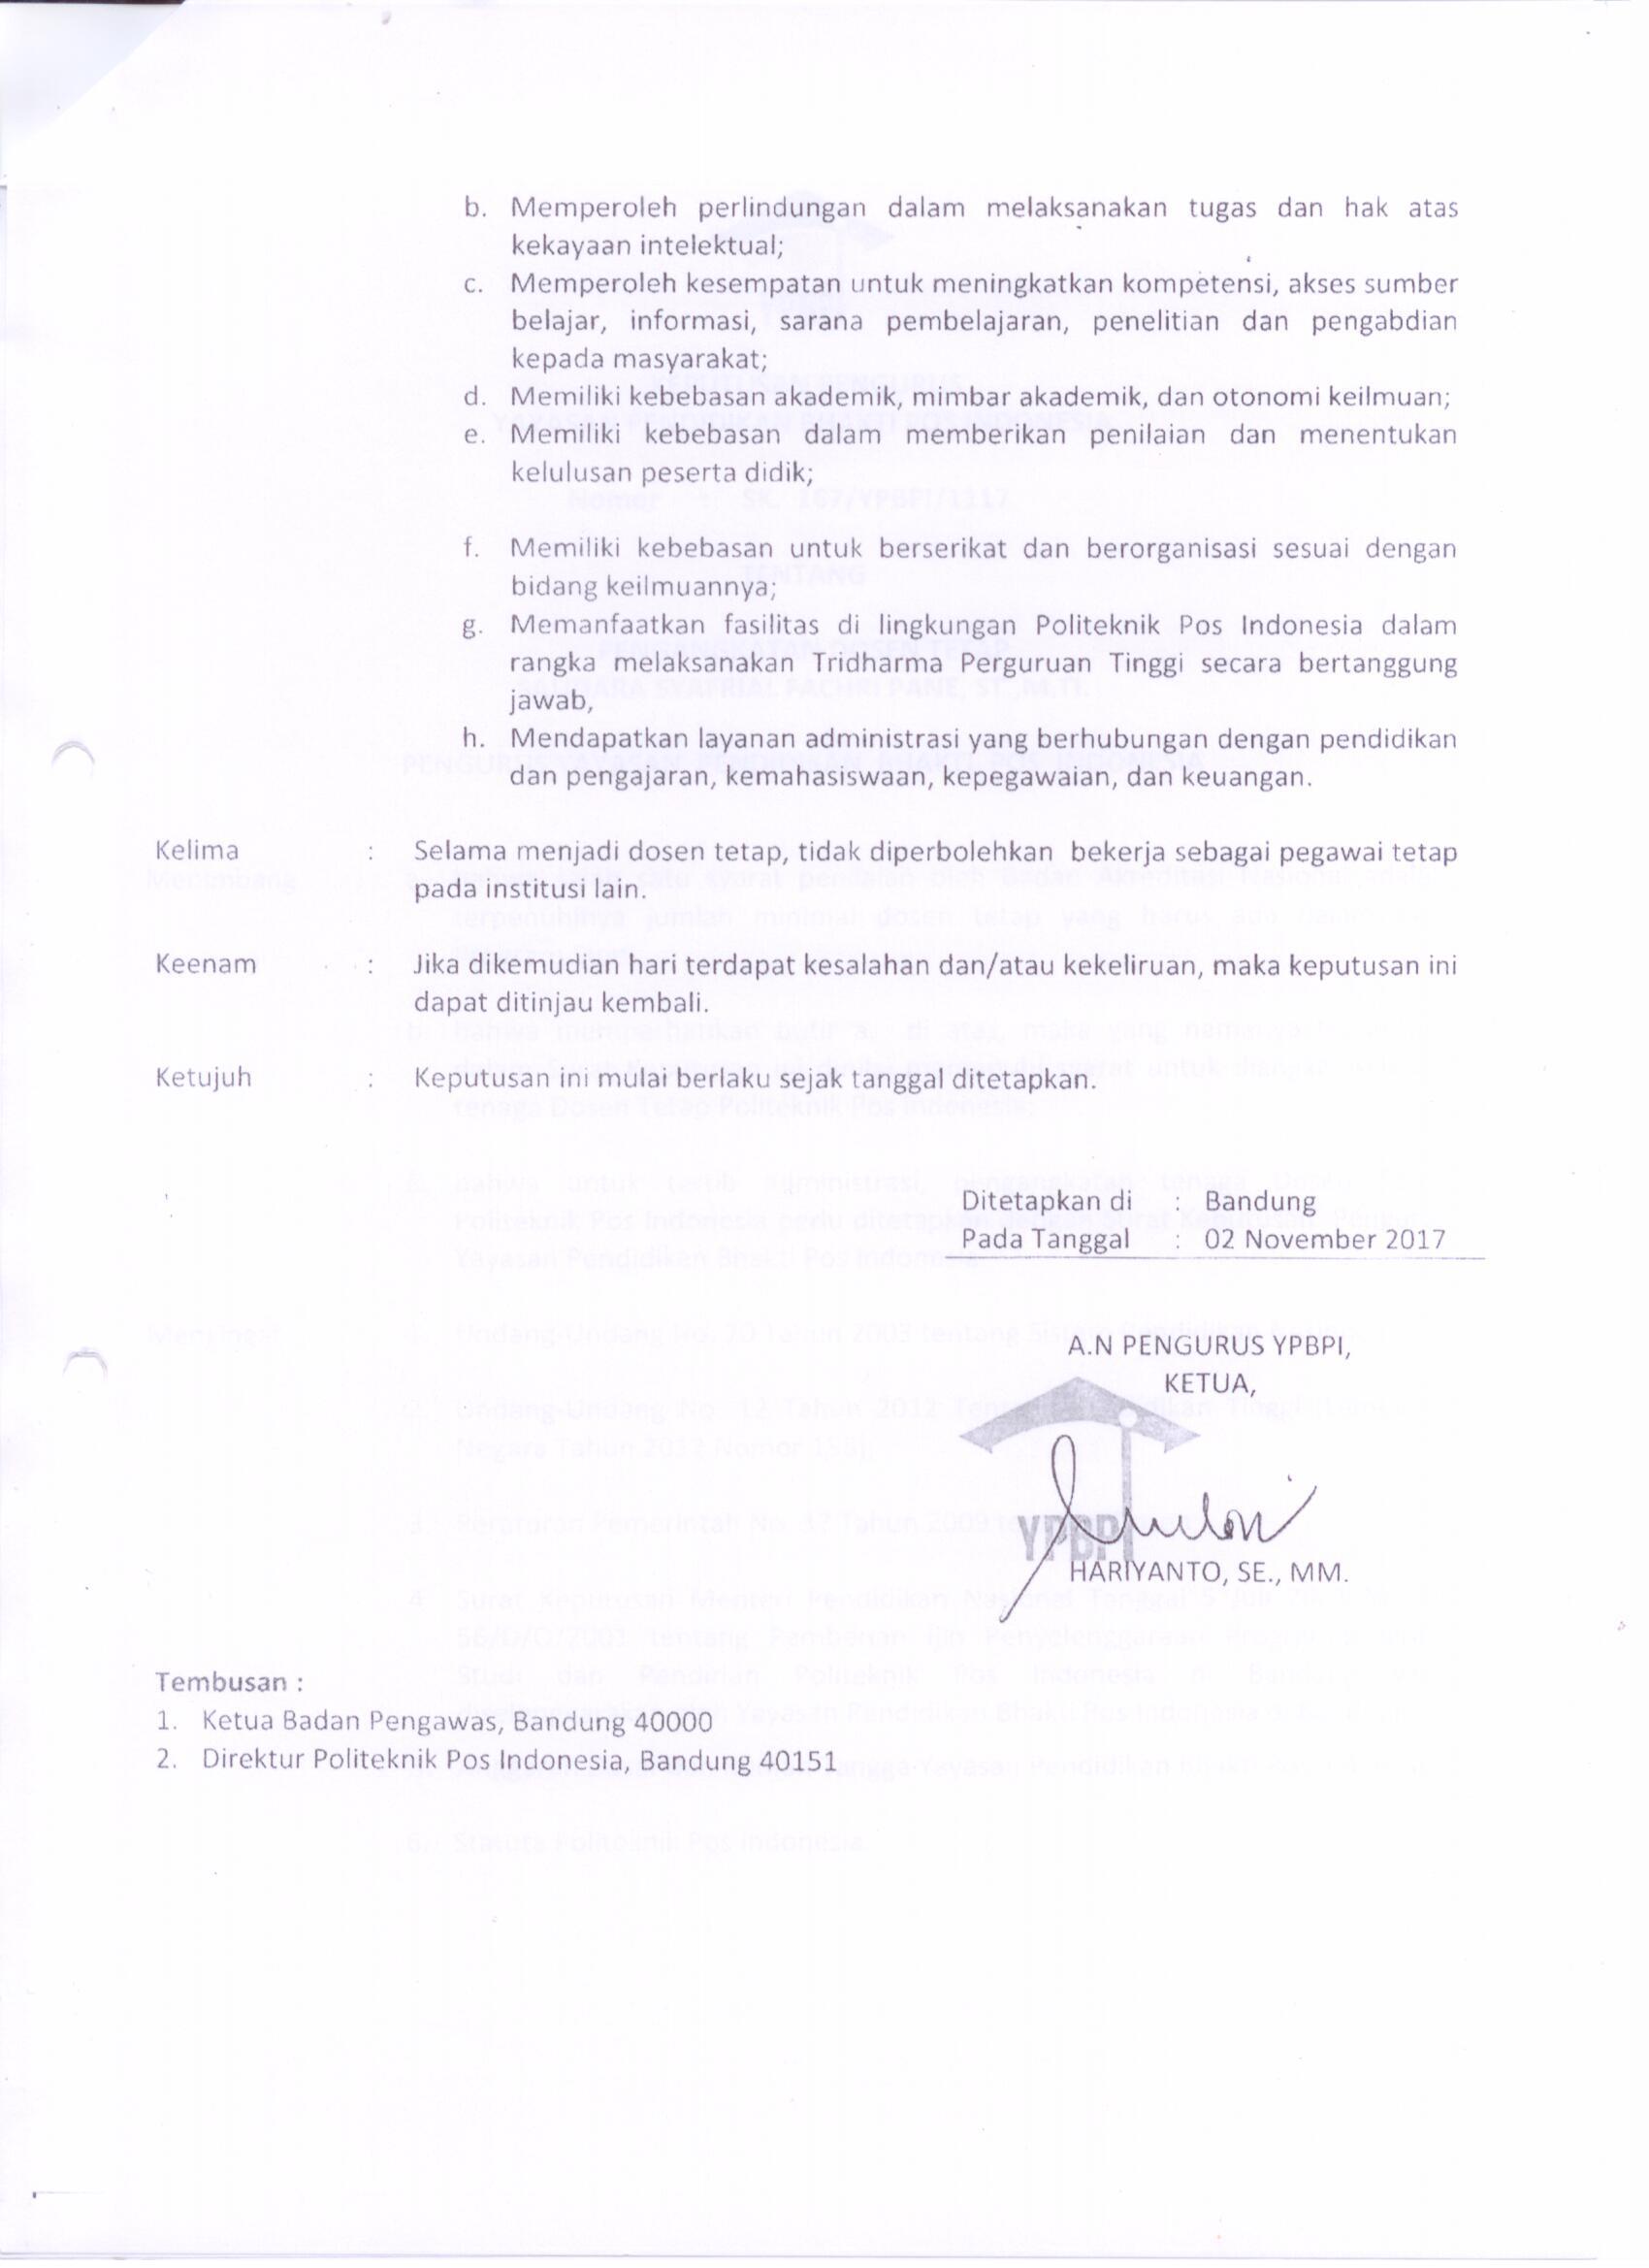 b. Memperoleh perlindungan dalam melaksanakan tugas dan hak atas
kekayaan intelektual;
c. Memperoleh kesempatan untuk meningkatkan kompetensi, akses sumber
belajar, informasi, sarana pembelajaran, penelitian dan pengabdian
kepada masyarakat;
d. Memiliki kebebasan akademik, mimbar akademik, dan otonomi keilmuan;
e. Memiliki kebebasan dalam memberikan penilaian dan menentukan
kelulusan peserta didik;
f. Memiliki kebebasan untuk berserikat dan berorganisasi sesuai dengan
bidang keilmuannya;
g. Memanfaatkan fasilitas di lingkungan Politeknik Pos Indonesia dalam
rangka melaksanakan Tridharma Perguruan Tinggi secara bertanggung
jawab,
h. Mendapatkan layanan administrasi yang berhubungan dengan pendidikan
dan pengajaran, kemahasiswaan, kepegawaian, dan keuangan.
Kelima : Selama menjadi dosen tetap, tidak diperbolehkan bekerja sebagai pegawai tetap
pada institusi lain.
Keenam : Jika dikemudian hari terdapat kesalahan dan/atau kekeliruan, maka keputusan ini
dapat ditinjau kembali.
Ketujuh : Keputusan ini mulai berlaku sejak tanggal ditetapkan.
Ditetapkan di : Bandung
Pada Tanggal : 02 November 2017
A.N PENGURUS YPBPI,
KETUA,
YPBPI
HARIYANTO, SE., MM.
Tembusan :
1. Ketua Badan Pengawas, Bandung 40000
2. Direktur Politeknik Pos Indonesia, Bandung 40151